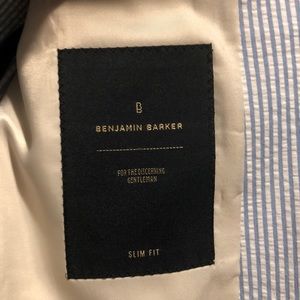 B
BENJAMIN BARKER
FOR THE DISCERNING
GENTLEMAN
SLIM FIT